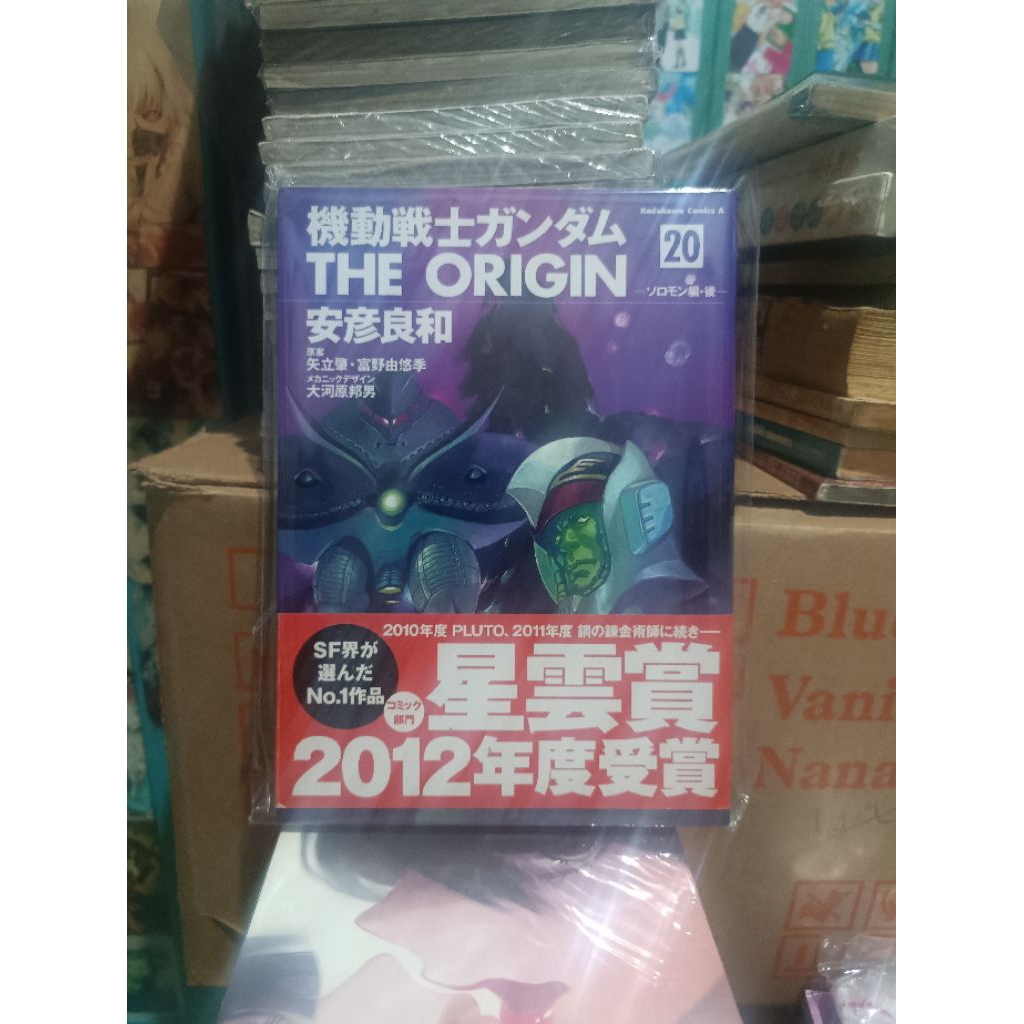 Kadokawa Comics A
機動戦士ガンダム
THE ORIGIN
20
ソロモン編・後
安彦良和
原案
矢立肇・富野由悠季
メカニックデザイン
大河原邦男
2010年度 PLUTO、2011年度 鋼の錬金術師に続き—
SF界が
選んだ
No.1作品
コミック
部門
星雲賞
2012年度受賞
Blu
Vani
Nana